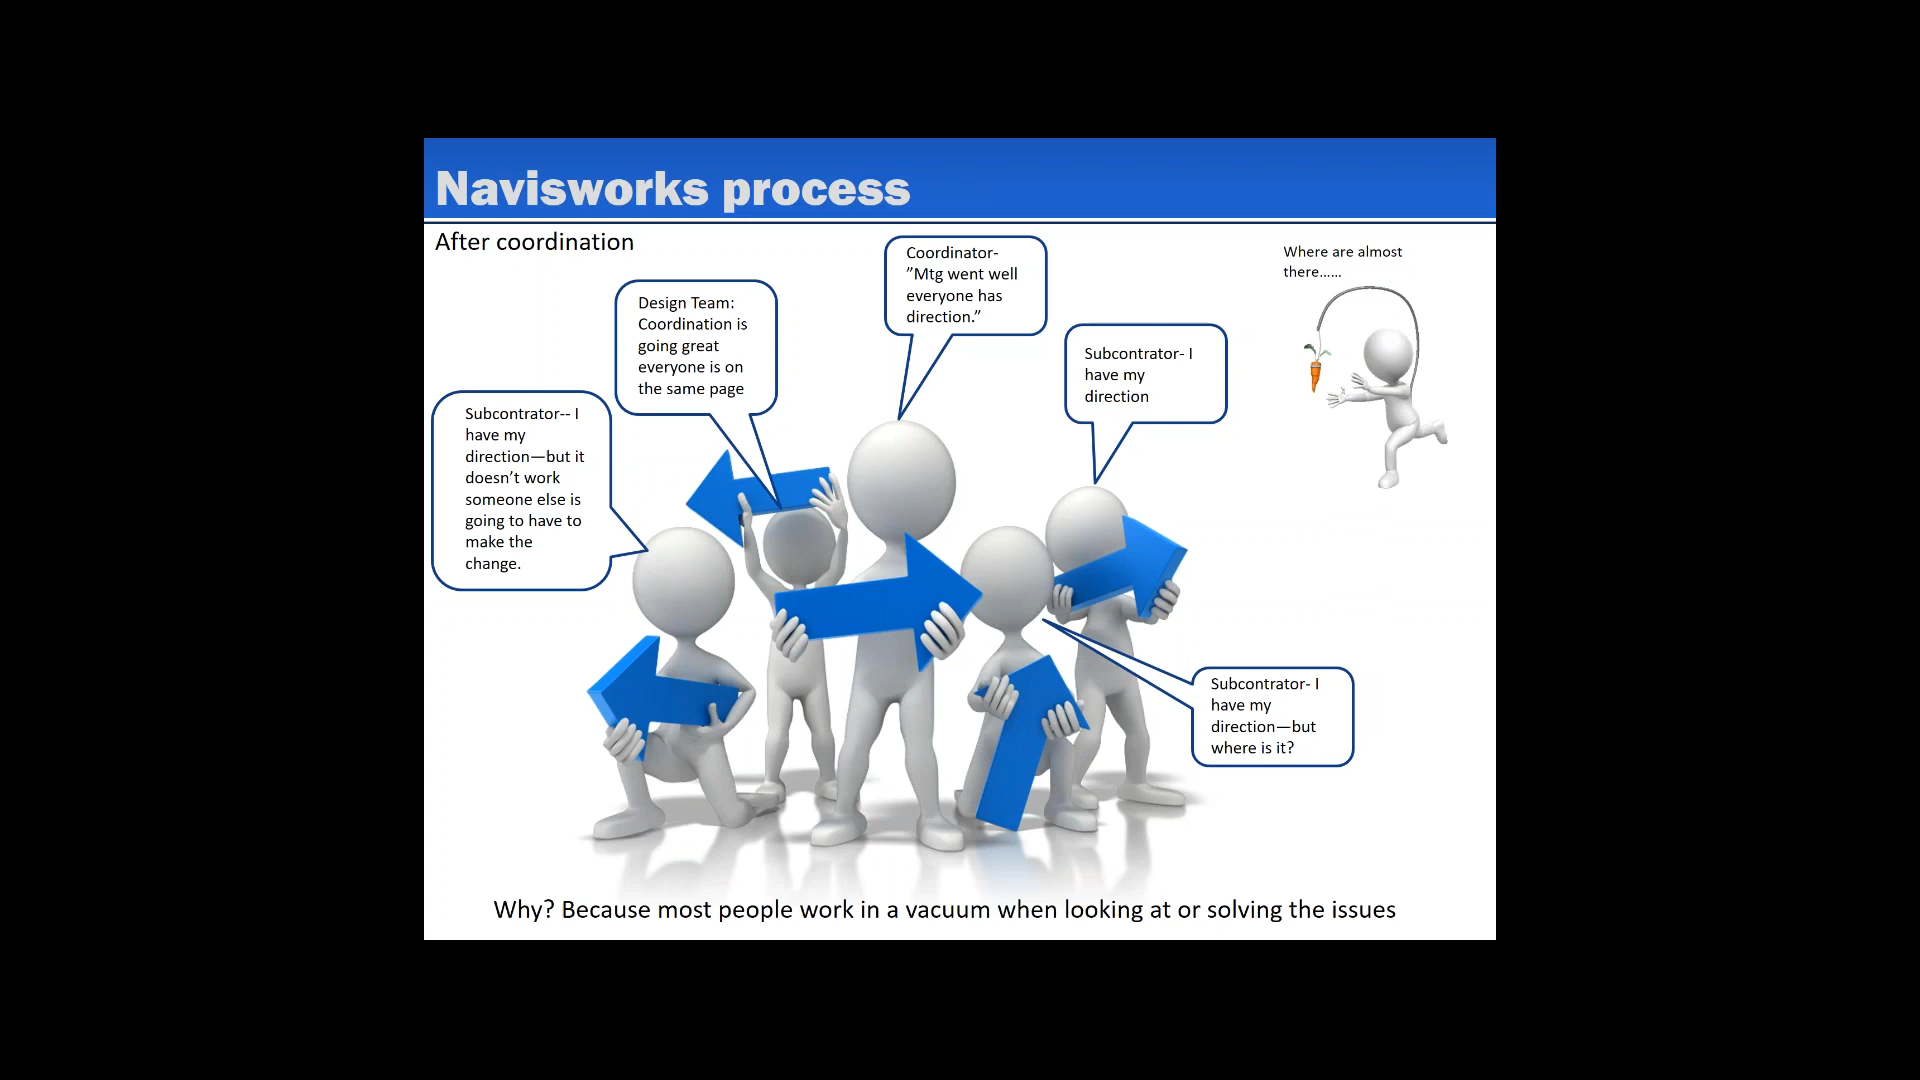 Navisworks process
After coordination
Coordinator-
”Mtg went well
everyone has
direction.”
Where are almost
there……
Design Team:
Coordination is
going great
everyone is on
the same page
Subcontrator- I
have my
direction
Subcontrator-- I
have my
direction—but it
doesn’t work
someone else is
going to have to
make the
change.
Subcontrator- I
have my
direction—but
where is it?
Why? Because most people work in a vacuum when looking at or solving the issues